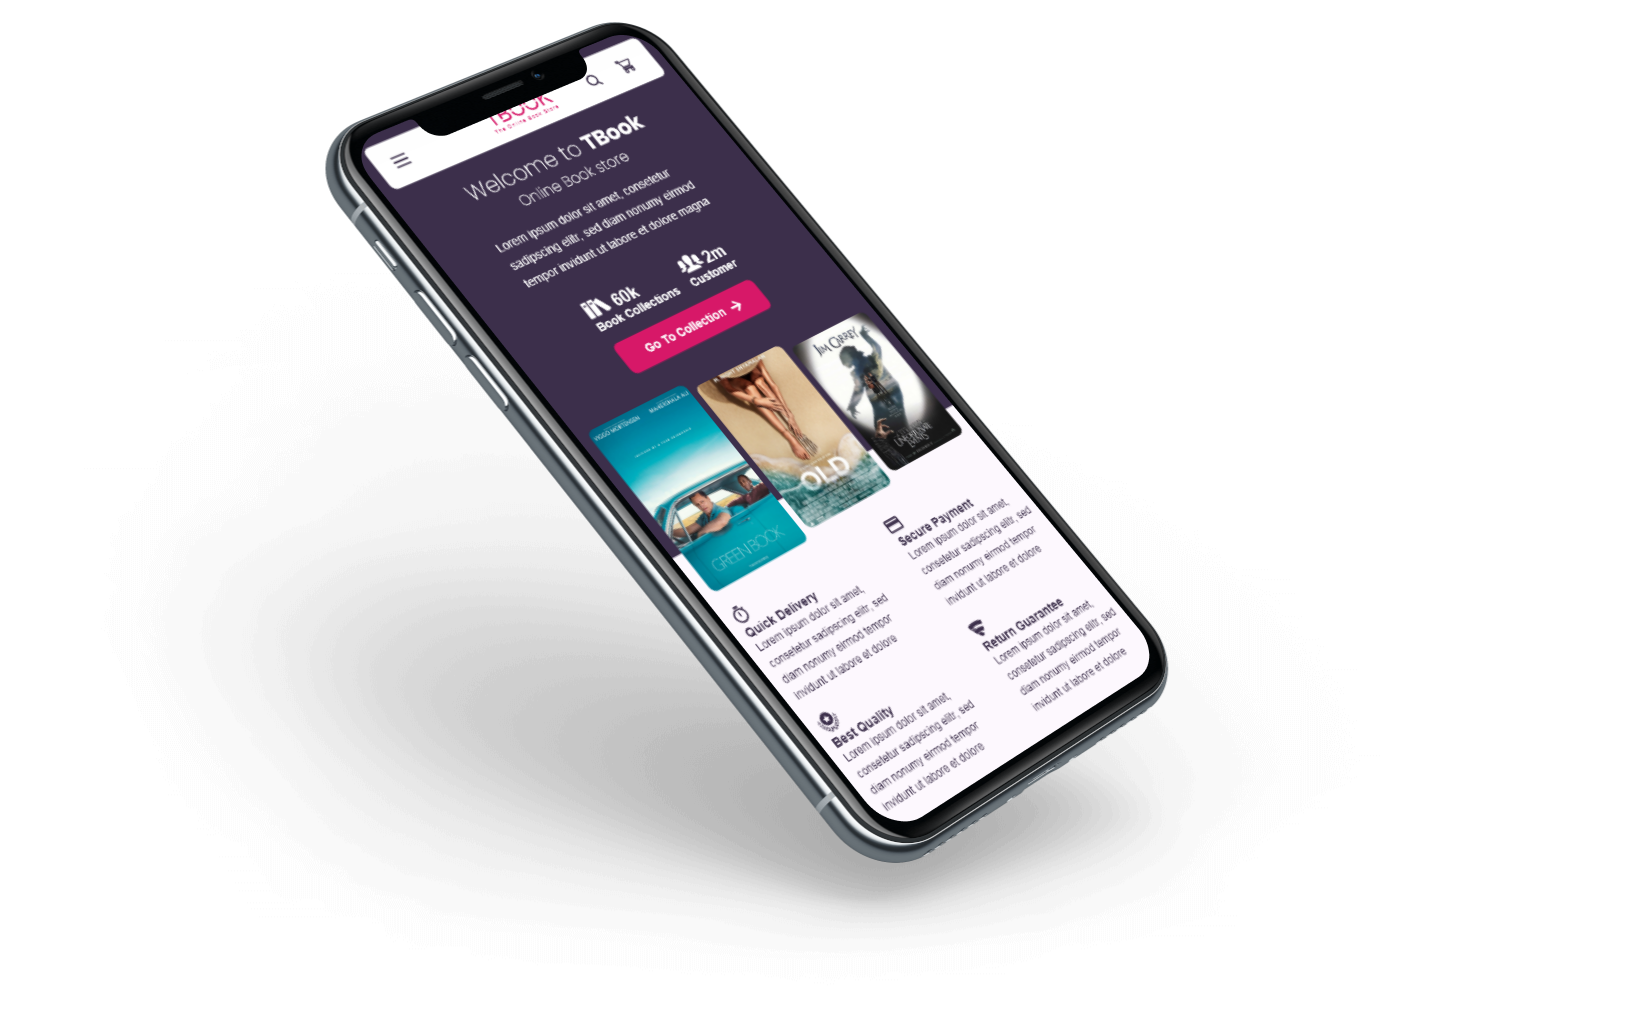 TBOOK
The Online Book Store
Welcome to TBook
Online Book store
Lorem ipsum dolor sit amet, consetetur
sadipscing elitr, sed diam nonumy eirmod
tempor invidunt ut labore et dolore magna
60k
Book Collections
2m
Customer
Go To Collection
VIGGO MORTENSEN
MAHERSHALA ALI
GREEN BOOK
OLD
JIM CARREY
UNFORTUNATE
EVENTS
Quick Delivery
Lorem ipsum dolor sit amet,
consetetur sadipscing elitr, sed
diam nonumy eirmod tempor
invidunt ut labore et dolore
Secure Payment
Lorem ipsum dolor sit amet,
consetetur sadipscing elitr, sed
diam nonumy eirmod tempor
invidunt ut labore et dolore
Best Quality
Lorem ipsum dolor sit amet,
consetetur sadipscing elitr, sed
diam nonumy eirmod tempor
invidunt ut labore et dolore
Return Guarantee
Lorem ipsum dolor sit amet,
consetetur sadipscing elitr, sed
diam nonumy eirmod tempor
invidunt ut labore et dolore